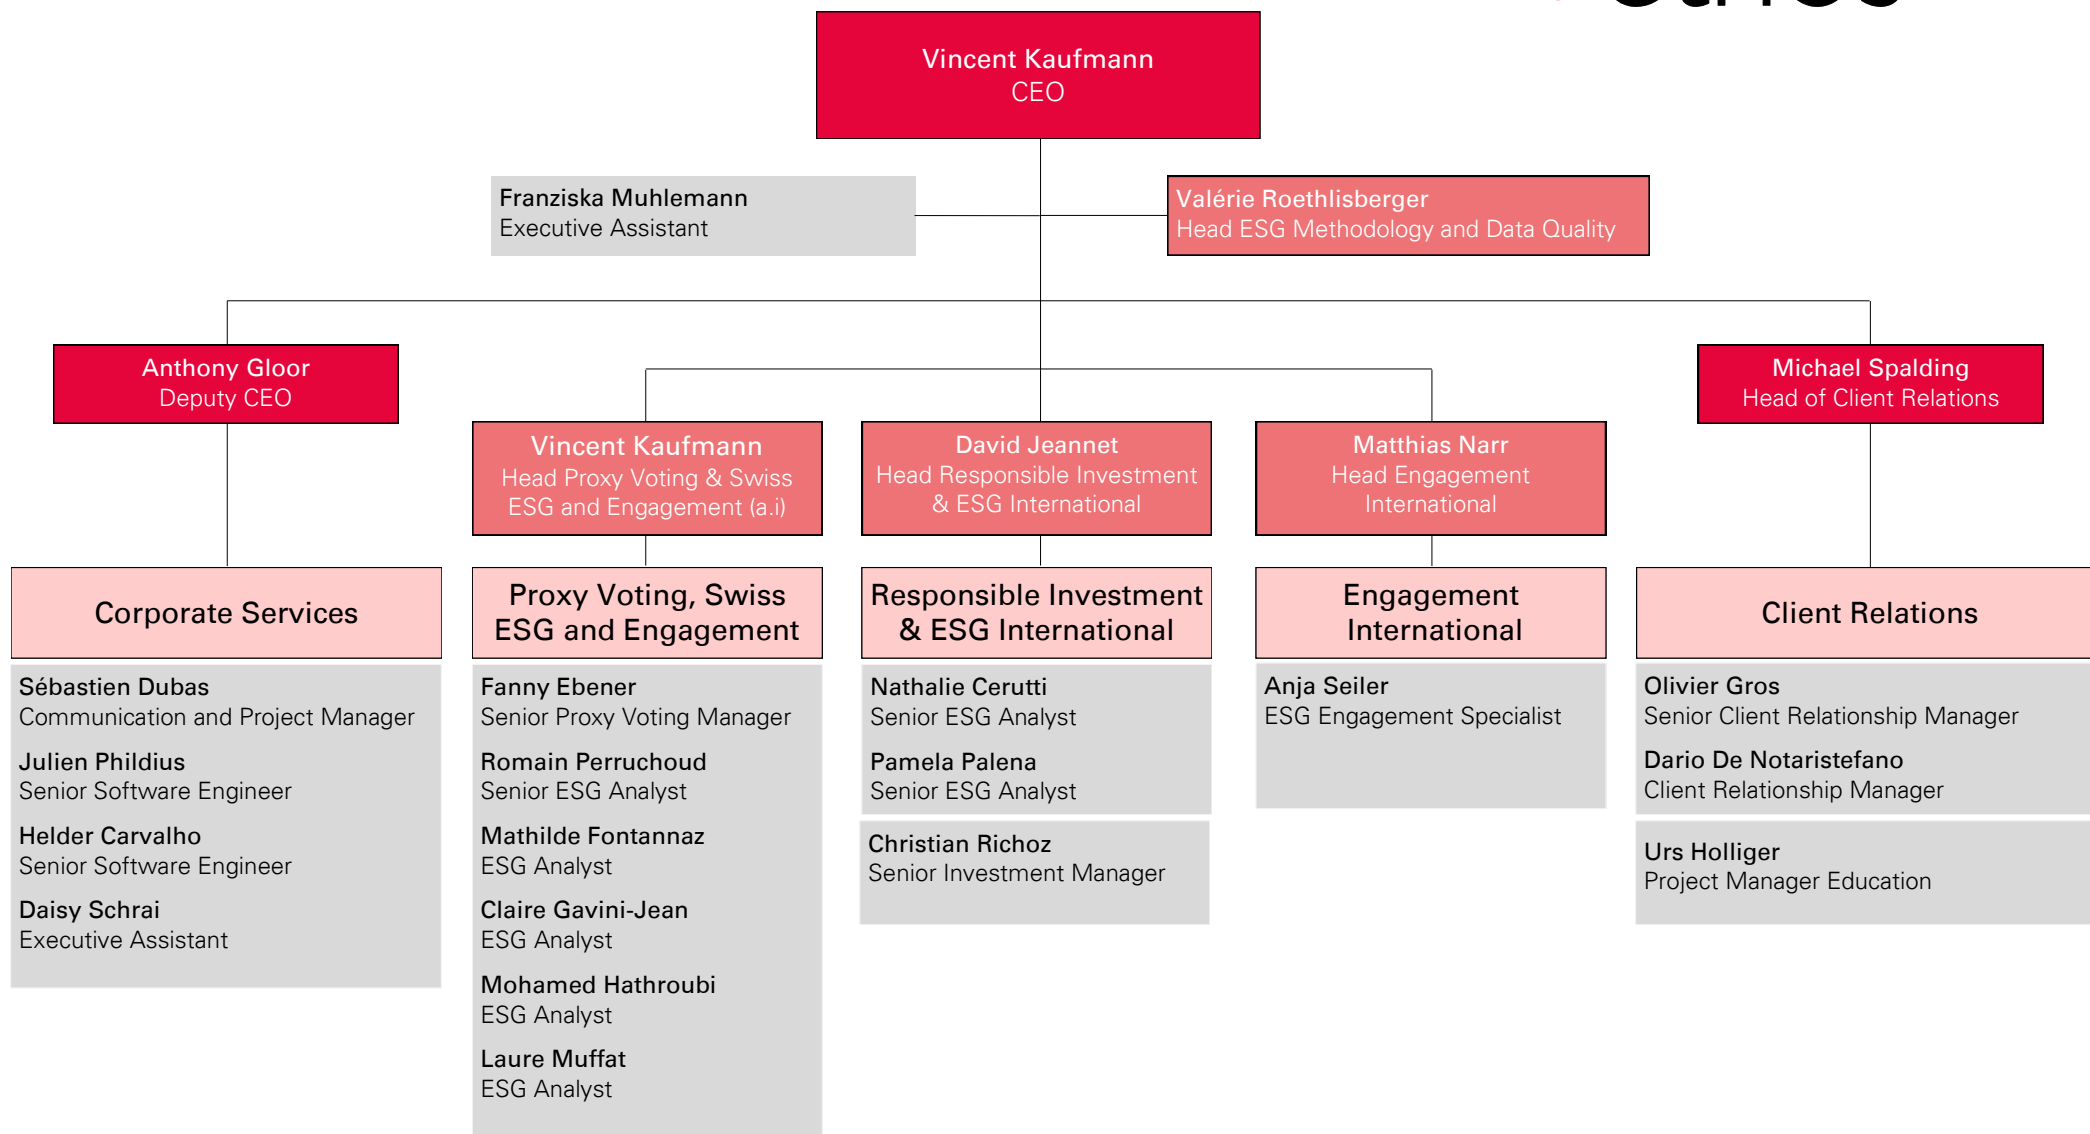 Vincent Kaufmann
CEO
Franziska Muhlemann
Executive Assistant
Valérie Roethlisberger
Head ESG Methodology and Data Quality
Anthony Gloor
Deputy CEO
Michael Spalding
Head of Client Relations
Vincent Kaufmann
Head Proxy Voting & Swiss
ESG and Engagement (a.i)
David Jeannet
Head Responsible Investment
& ESG International
Matthias Narr
Head Engagement
International
Corporate Services
Sébastien Dubas
Communication and Project Manager
Julien Phildius
Senior Software Engineer
Helder Carvalho
Senior Software Engineer
Daisy Schrai
Executive Assistant
Proxy Voting, Swiss
ESG and Engagement
Fanny Ebener
Senior Proxy Voting Manager
Romain Perruchoud
Senior ESG Analyst
Mathilde Fontannaz
ESG Analyst
Claire Gavini-Jean
ESG Analyst
Mohamed Hathroubi
ESG Analyst
Laure Muffat
ESG Analyst
Responsible Investment
& ESG International
Nathalie Cerutti
Senior ESG Analyst
Pamela Palena
Senior ESG Analyst
Christian Richoz
Senior Investment Manager
Engagement
International
Anja Seiler
ESG Engagement Specialist
Client Relations
Olivier Gros
Senior Client Relationship Manager
Dario De Notaristefano
Client Relationship Manager
Urs Holliger
Project Manager Education